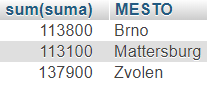 sum(suma) MESTO
113800 Brno
113100 Mattersburg
137900 Zvolen